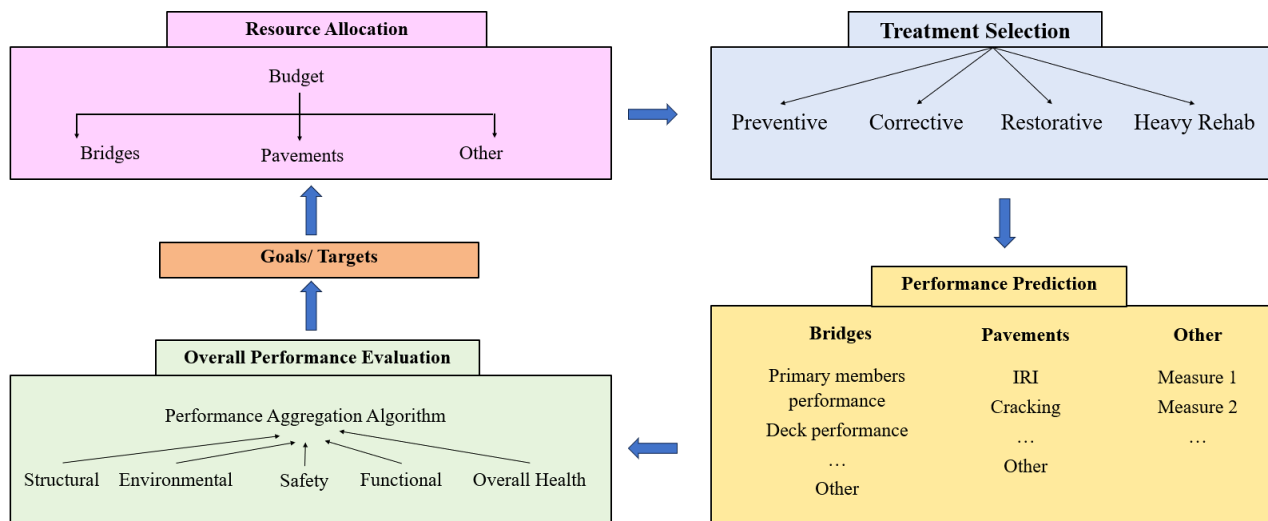 Resource Allocation
Budget
Bridges
Pavements
Other
Treatment Selection
Preventive
Corrective
Restorative
Heavy Rehab
Goals/ Targets
Performance Prediction
Bridges
Primary members
performance
Deck performance
…
Other
Pavements
IRI
Cracking
…
Other
Other
Measure 1
Measure 2
…
Overall Performance Evaluation
Performance Aggregation Algorithm
Structural
Environmental
Safety
Functional
Overall Health